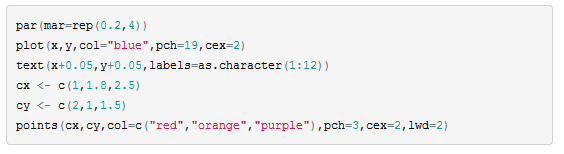 par(mar=rep(0.2,4))
plot(x,y,col="blue",pch=19,cex=2)
text(x+0.05,y+0.05,labels=as.character(1:12))
cx <- c(1,1.8,2.5)
cy <- c(2,1,1.5)
points(cx,cy,col=c("red","orange","purple"),pch=3,cex=2,lwd=2)